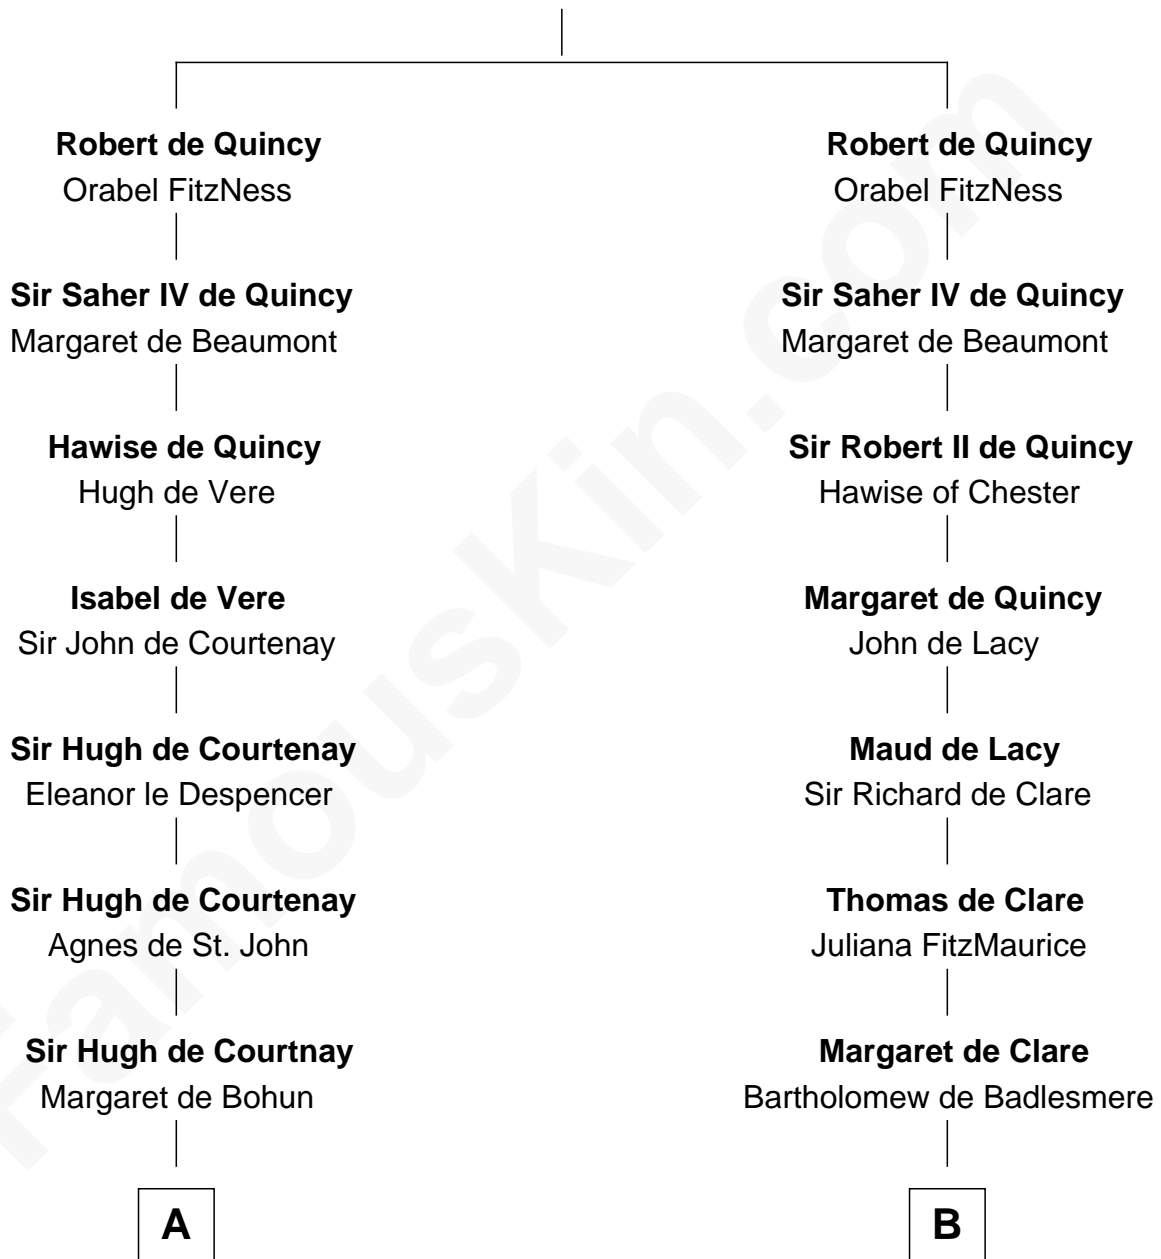 Robert de Quincy
Orabel FitzNess
Sir Saher IV de Quincy
Margaret de Beaumont
Hawise de Quincy
Hugh de Vere
Isabel de Vere
Sir John de Courtenay
Sir Hugh de Courtenay
Eleanor le Despencer
Sir Hugh de Courtenay
Agnes de St. John
Sir Hugh de Courtnay
Margaret de Bohun
A
Robert de Quincy
Orabel FitzNess
Sir Saher IV de Quincy
Margaret de Beaumont
Sir Robert II de Quincy
Hawise of Chester
Margaret de Quincy
John de Lacy
Maud de Lacy
Sir Richard de Clare
Thomas de Clare
Juliana FitzMaurice
Margaret de Clare
Bartholomew de Badlesmere
B
FamousKin.com